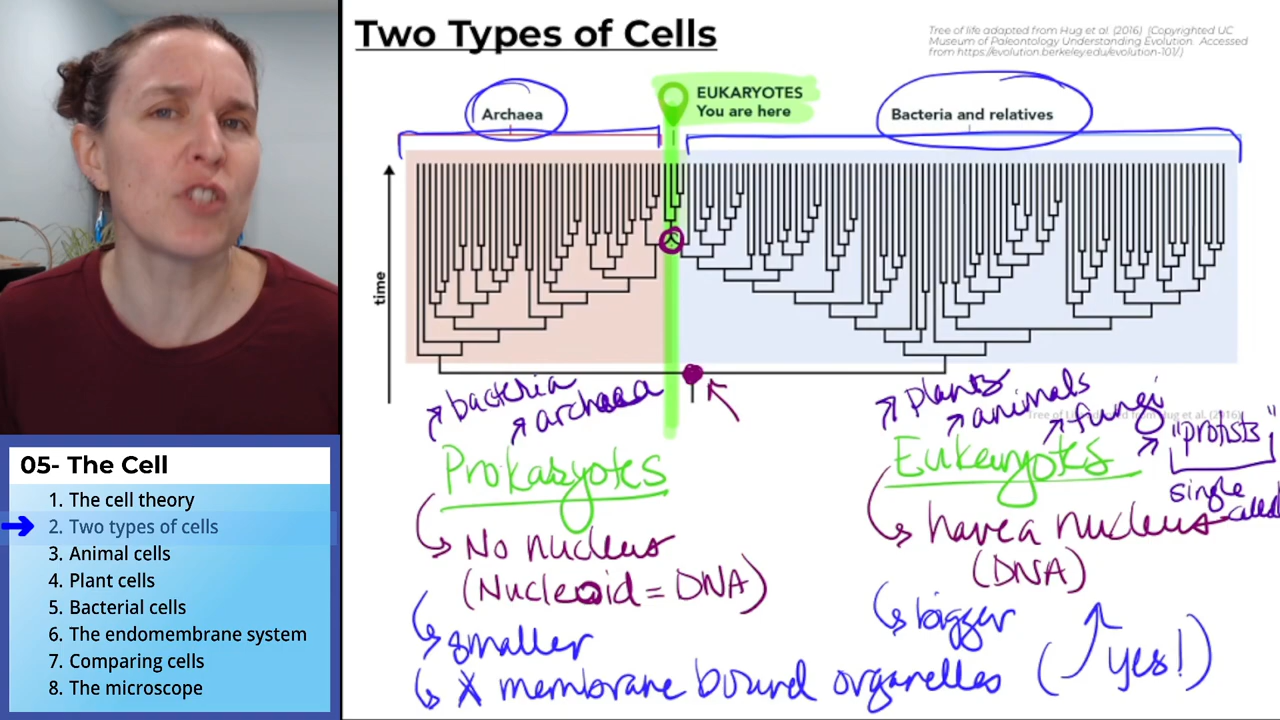 Two Types of Cells
Tree of life adapted from Hug et al. (2016) (Copyrighted UC
Museum of Paleontology Understanding Evolution. Accessed
from https://evolution.berkeley.edu/evolution-101/.)
Archaea
EUKARYOTES
You are here
Bacteria and relatives
time
bacteria
archaea
plants
animals
fungi
"protists"
single
celled
Prokaryotes
Eukaryotes
No nucleus
(Nucleoid = DNA)
have a nucleus
(DNA)
smaller
bigger
X membrane bound organelles
(yes!)
05- The Cell
1. The cell theory
2. Two types of cells
3. Animal cells
4. Plant cells
5. Bacterial cells
6. The endomembrane system
7. Comparing cells
8. The microscope